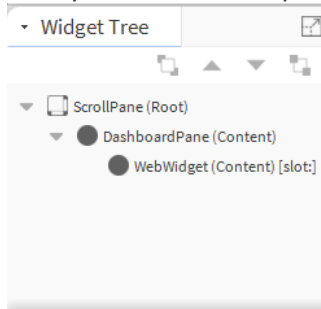 Widget Tree
ScrollPane (Root)
DashboardPane (Content)
WebWidget (Content) [slot:]